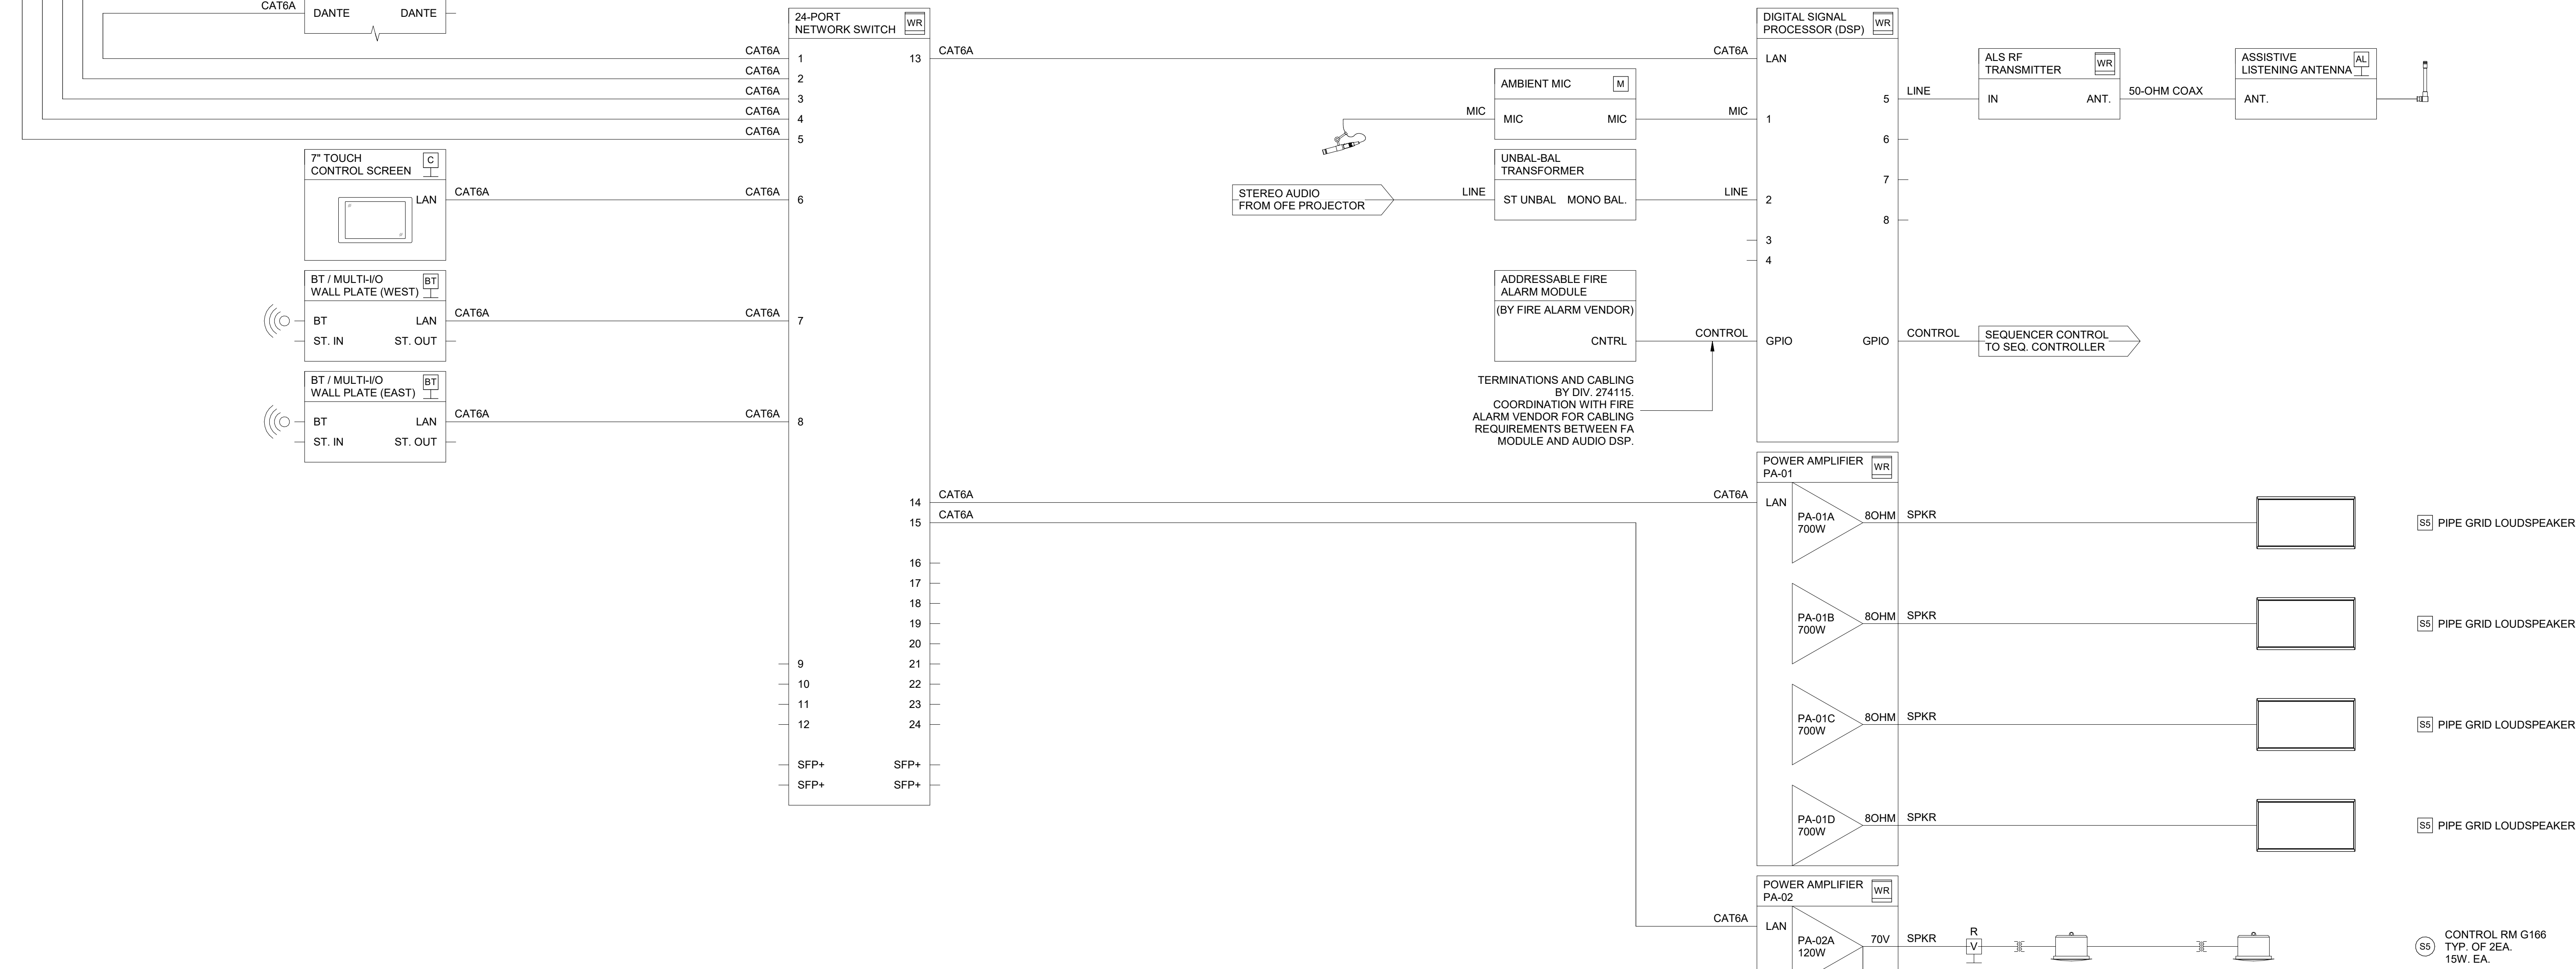 CAT6A
DANTE DANTE
24-PORT
NETWORK SWITCH
WR
CAT6A
CAT6A
CAT6A
CAT6A
CAT6A
1
2
3
4
5
13
CAT6A
CAT6A
7" TOUCH
CONTROL SCREEN
C
LAN
CAT6A
CAT6A
6
BT / MULTI-I/O
WALL PLATE (WEST)
BT
BT LAN
ST. IN ST. OUT
CAT6A
CAT6A
7
BT / MULTI-I/O
WALL PLATE (EAST)
BT
BT LAN
ST. IN ST. OUT
CAT6A
CAT6A
8
14
CAT6A
CAT6A
15
CAT6A
16
17
18
19
20
9 21
10 22
11 23
12 24
SFP+ SFP+
SFP+ SFP+
DIGITAL SIGNAL
PROCESSOR (DSP)
WR
LAN
AMBIENT MIC
M
MIC
MIC MIC
MIC
1
UNBAL-BAL
TRANSFORMER
STEREO AUDIO
FROM OFE PROJECTOR
LINE
ST UNBAL MONO BAL.
LINE
2
3
4
5
6
7
8
LINE
ALS RF
TRANSMITTER
WR
IN ANT.
50-OHM COAX
ASSISTIVE
LISTENING ANTENNA
AL
ANT.
ADDRESSABLE FIRE
ALARM MODULE
(BY FIRE ALARM VENDOR)
CNTRL
CONTROL
GPIO GPIO
CONTROL
SEQUENCER CONTROL
TO SEQ. CONTROLLER
TERMINATIONS AND CABLING
BY DIV. 274115.
COORDINATION WITH FIRE
ALARM VENDOR FOR CABLING
REQUIREMENTS BETWEEN FA
MODULE AND AUDIO DSP.
POWER AMPLIFIER
PA-01
WR
LAN
PA-01A
700W
8OHM SPKR
S5 PIPE GRID LOUDSPEAKER
PA-01B
700W
8OHM SPKR
S5 PIPE GRID LOUDSPEAKER
PA-01C
700W
8OHM SPKR
S5 PIPE GRID LOUDSPEAKER
PA-01D
700W
8OHM SPKR
S5 PIPE GRID LOUDSPEAKER
POWER AMPLIFIER
PA-02
WR
CAT6A
LAN
PA-02A
120W
70V SPKR
R
V
S5
CONTROL RM G166
TYP. OF 2EA.
15W. EA.